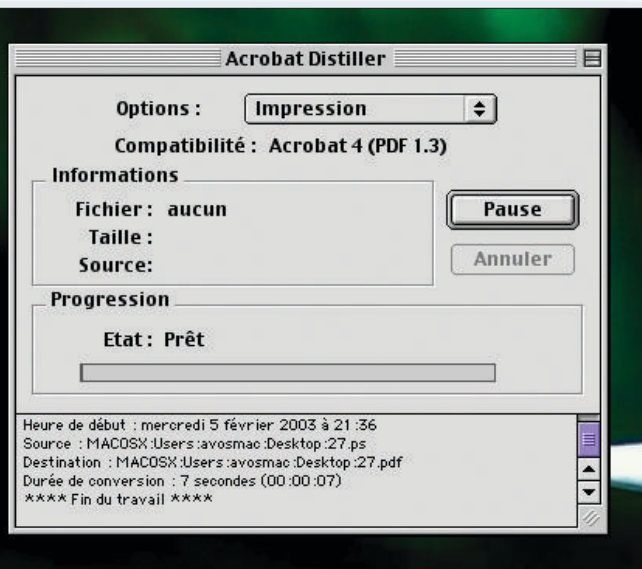 Acrobat Distiller
Options : Impression
Compatibilité : Acrobat 4 (PDF 1.3)
Informations
Fichier : aucun
Pause
Taille :
Source:
Annuler
Progression
Etat : Prêt
Heure de début : mercredi 5 février 2003 à 21 :36
Source : MACOSX :Users :avosmac :Desktop :27.ps
Destination : MACOSX :Users :avosmac :Desktop :27.pdf
Durée de conversion : 7 secondes (00 :00 :07)
**** Fin du travail ****